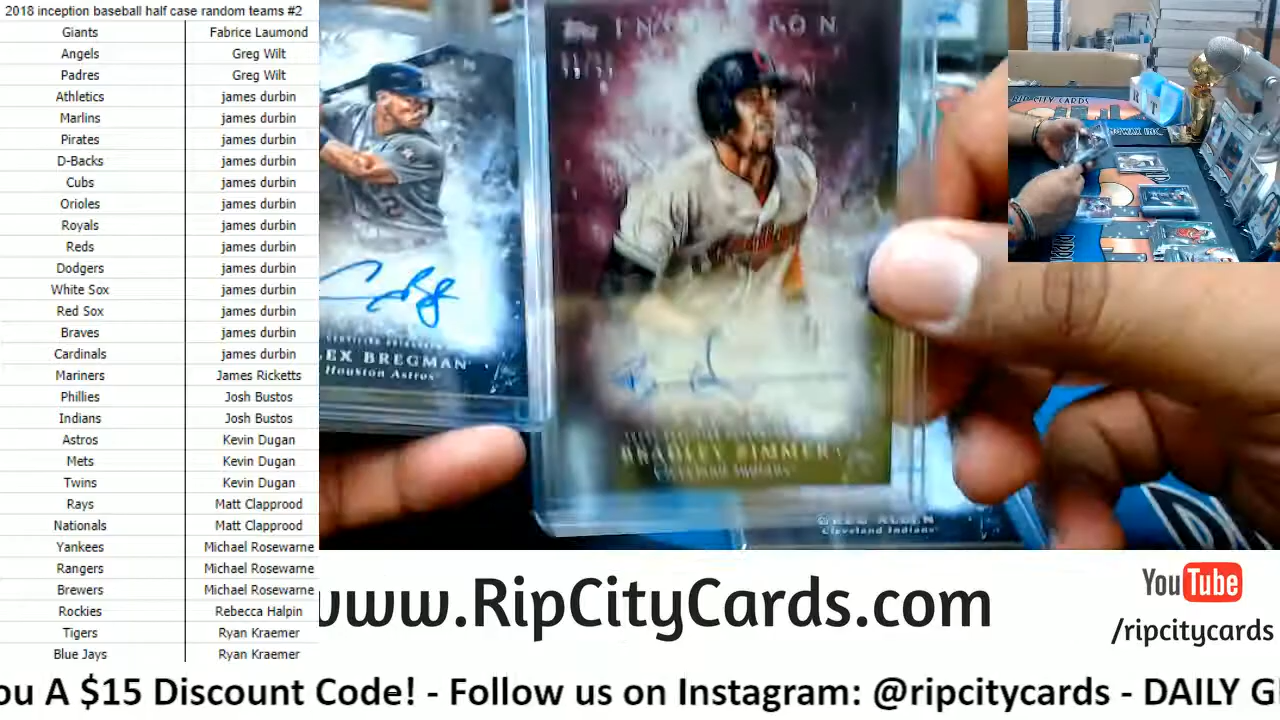 2018 inception baseball half case random teams #2
Giants Fabrice Laumond
Angels Greg Wilt
Padres Greg Wilt
Athletics james durbin
Marlins james durbin
Pirates james durbin
D-Backs james durbin
Cubs james durbin
Orioles james durbin
Royals james durbin
Reds james durbin
Dodgers james durbin
White Sox james durbin
Red Sox james durbin
Braves james durbin
Cardinals james durbin
Mariners James Ricketts
Phillies Josh Bustos
Indians Josh Bustos
Astros Kevin Dugan
Mets Kevin Dugan
Twins Kevin Dugan
Rays Matt Clapprood
Nationals Matt Clapprood
Yankees Michael Rosewarne
Rangers Michael Rosewarne
Brewers Michael Rosewarne
Rockies Rebecca Halpin
Tigers Ryan Kraemer
Blue Jays Ryan Kraemer
EX BREGMAN
Houston Astros
BRADLEY ZIMMER
Cleveland Indians
Cleveland Indians
RIP CITY CARDS
www.RipCityCards.com
YouTube
/ripcitycards
ou A $15 Discount Code! - Follow us on Instagram: @ripcitycards - DAILY G